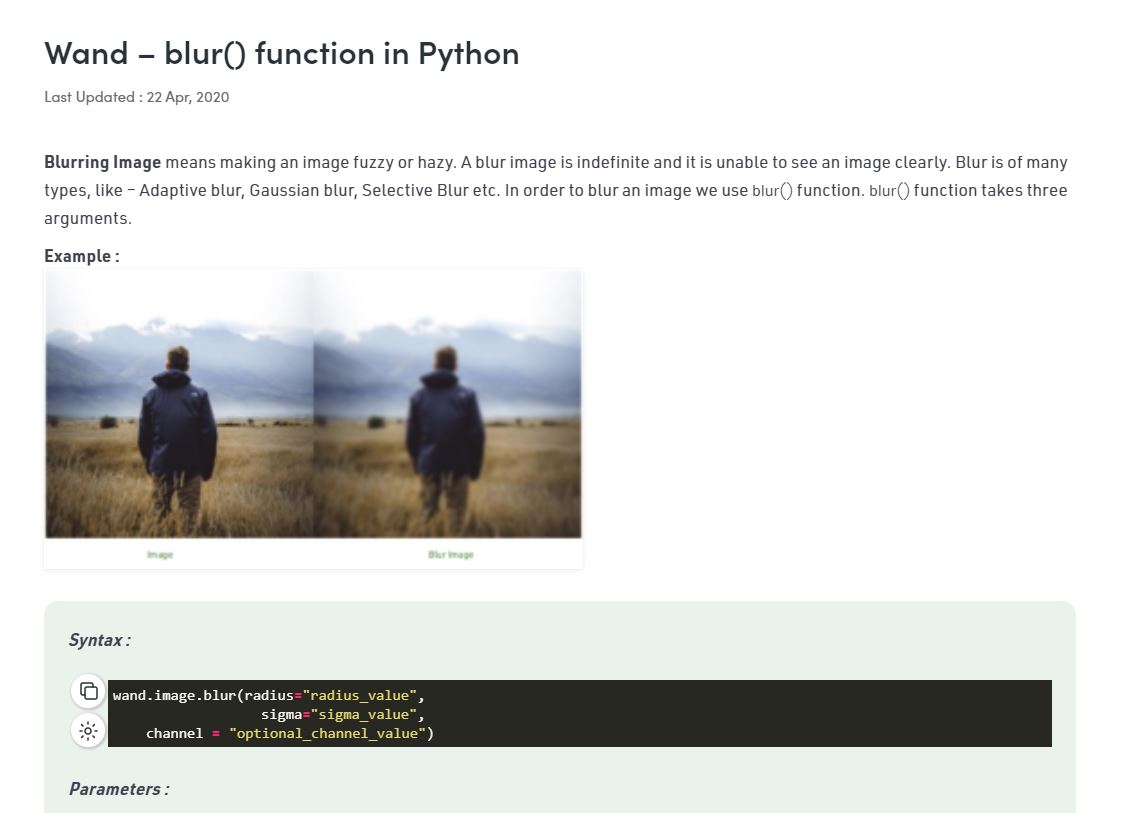 Wand – blur() function in Python
Last Updated : 22 Apr, 2020
Blurring Image means making an image fuzzy or hazy. A blur image is indefinite and it is unable to see an image clearly. Blur is of many
types, like – Adaptive blur, Gaussian blur, Selective Blur etc. In order to blur an image we use blur() function. blur() function takes three
arguments.
Example :
Image
Blur Image
Syntax :
wand.image.blur(radius="radius_value",
sigma="sigma_value",
channel = "optional_channel_value")
Parameters :